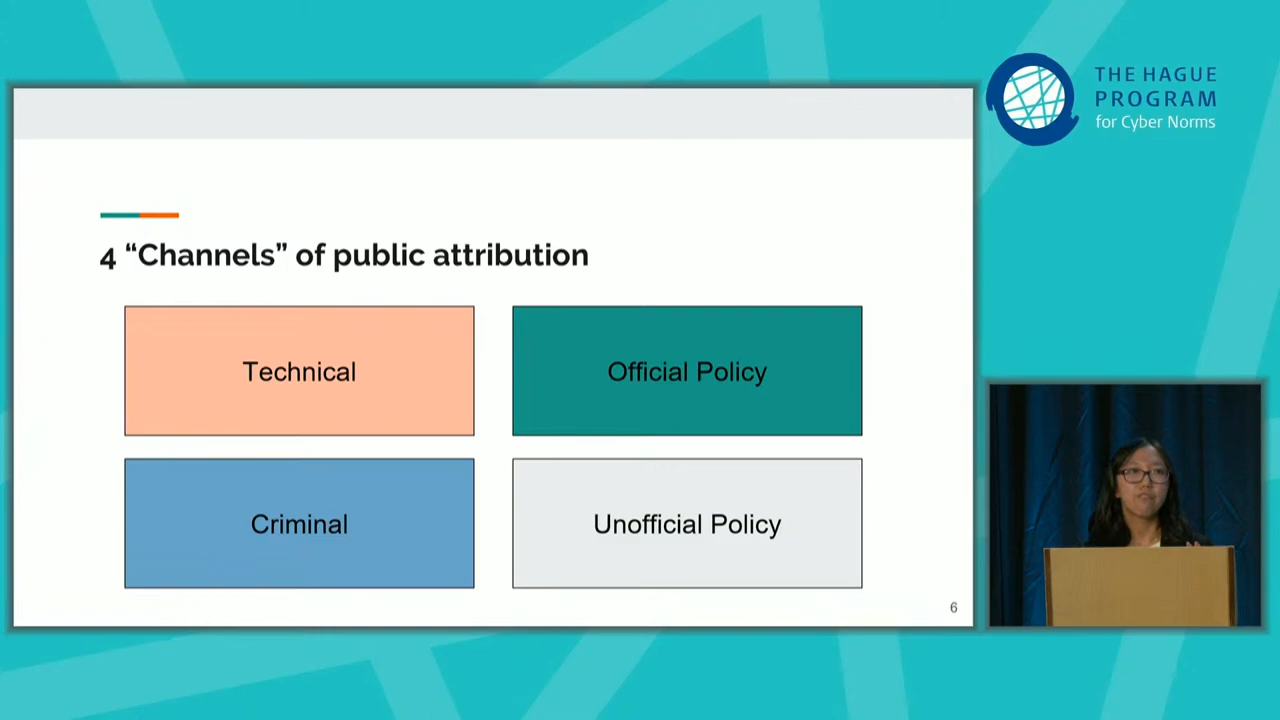 THE HAGUE
PROGRAM
for Cyber Norms
4 “Channels” of public attribution
Technical
Official Policy
Criminal
Unofficial Policy
6